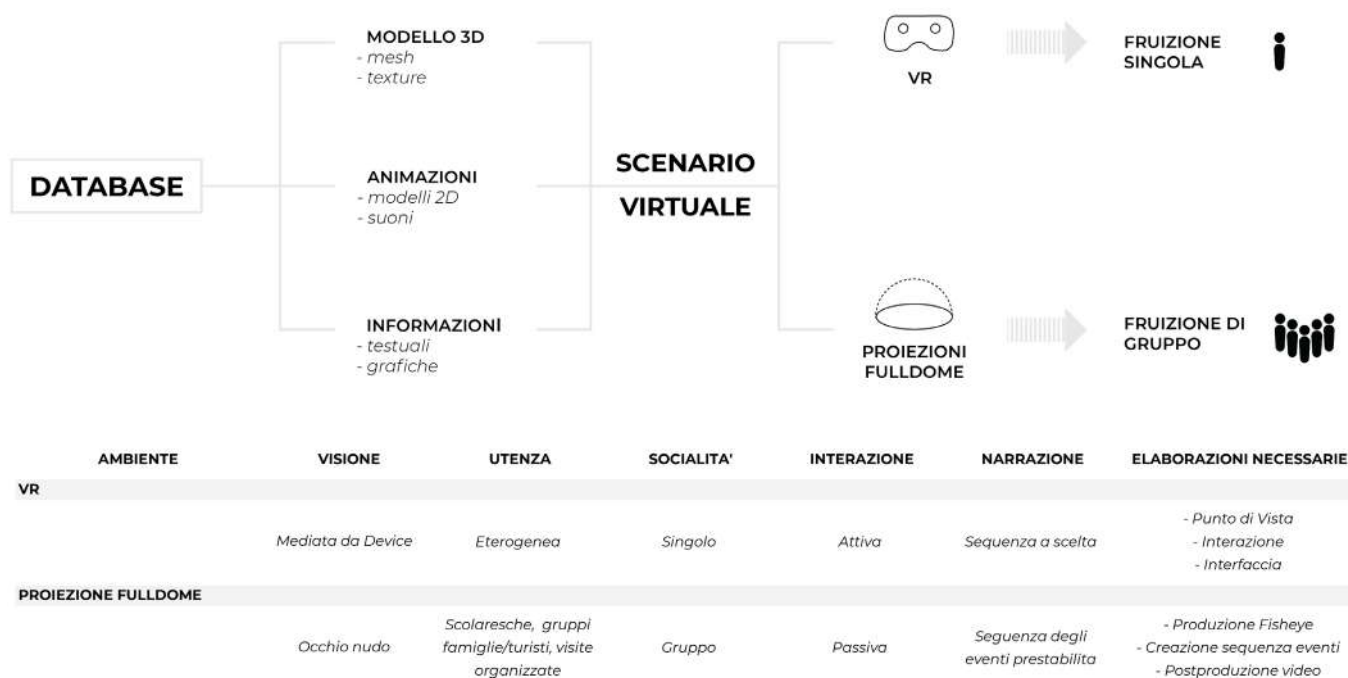 DATABASE
MODELLO 3D
- mesh
- texture
ANIMAZIONI
- modelli 2D
- suoni
INFORMAZIONI
- testuali
- grafiche
SCENARIO
VIRTUALE
VR
FRUIZIONE
SINGOLA
PROIEZIONI
FULLDOME
FRUIZIONE DI
GRUPPO
AMBIENTE VISIONE UTENZA SOCIALITA' INTERAZIONE NARRAZIONE ELABORAZIONI NECESSARIE
VR
Mediata da Device
Eterogenea
Singolo
Attiva
Sequenza a scelta
- Punto di Vista
- Interazione
- Interfaccia
PROIEZIONE FULLDOME
Occhio nudo
Scolaresche, gruppi
famiglie/turisti, visite
organizzate
Gruppo
Passiva
Seguenza degli
eventi prestabilita
- Produzione Fisheye
- Creazione sequenza eventi
- Postproduzione video